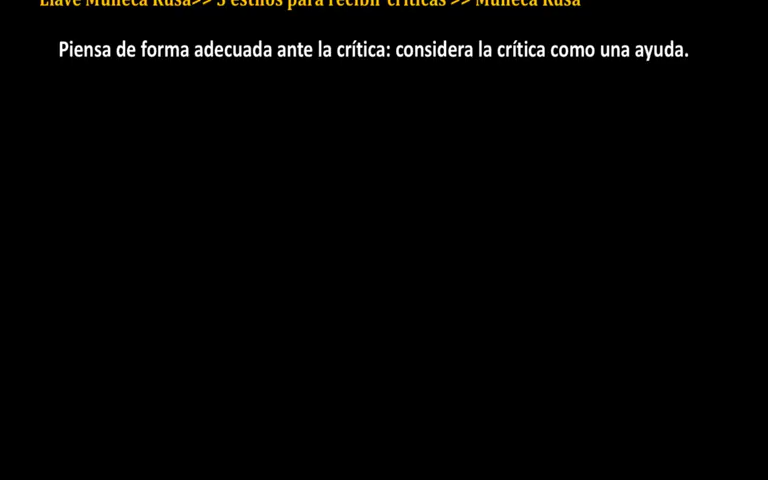 Llave Muñeca Rusa>> 3 estilos para recibir críticas >> Muñeca Rusa
Piensa de forma adecuada ante la crítica: considera la crítica como una ayuda.